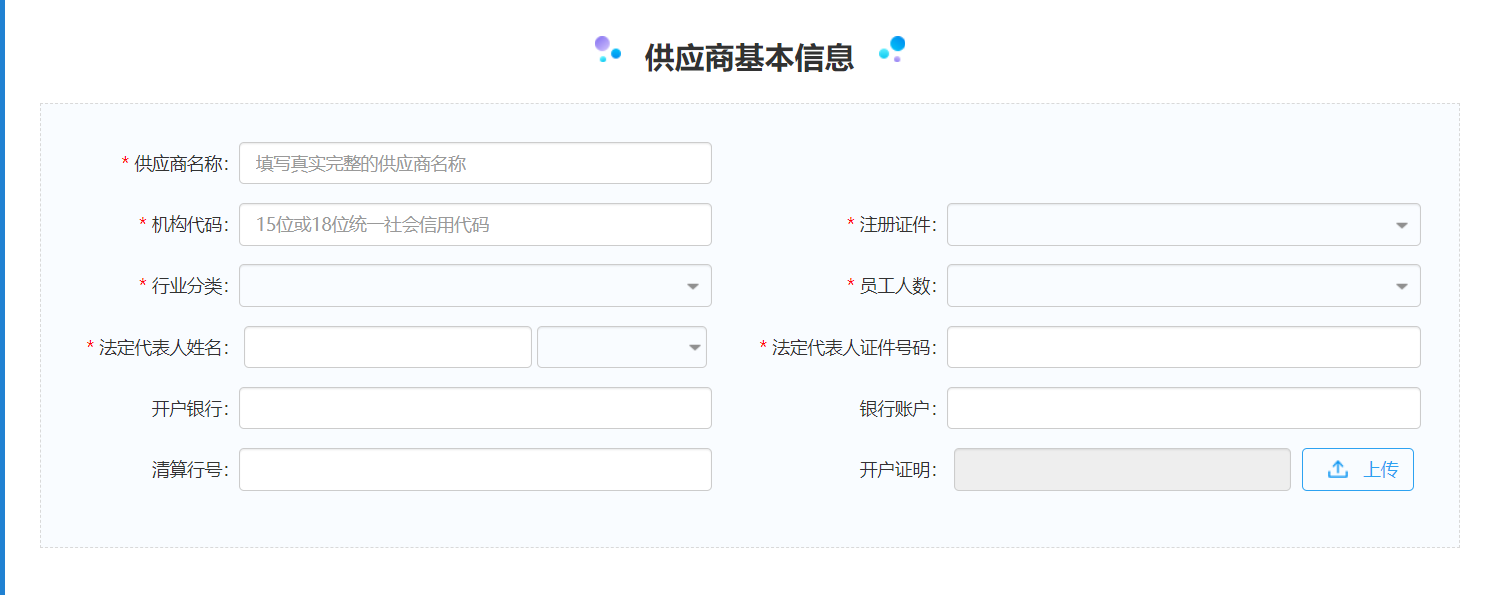 供应商基本信息
* 供应商名称: 填写真实完整的供应商名称
* 机构代码: 15位或18位统一社会信用代码 * 注册证件:
* 行业分类: * 员工人数:
* 法定代表人姓名: * 法定代表人证件号码:
开户银行: 银行账户:
清算行号: 开户证明: 上传